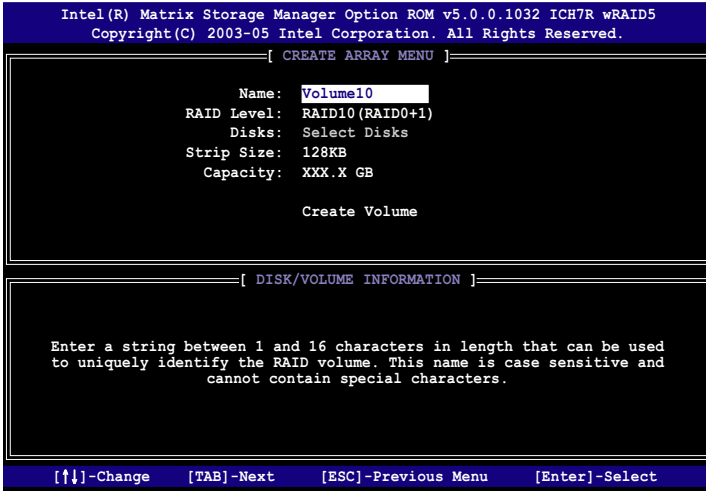 Intel(R) Matrix Storage Manager Option ROM v5.0.0.1032 ICH7R wRAID5
Copyright(C) 2003-05 Intel Corporation. All Rights Reserved.
[ CREATE ARRAY MENU ]
Name: Volume10
RAID Level: RAID10(RAID0+1)
Disks: Select Disks
Strip Size: 128KB
Capacity: XXX.X GB
Create Volume
[ DISK/VOLUME INFORMATION ]
Enter a string between 1 and 16 characters in length that can be used
to uniquely identify the RAID volume. This name is case sensitive and
cannot contain special characters.
[↑↓]-Change [TAB]-Next [ESC]-Previous Menu [Enter]-Select